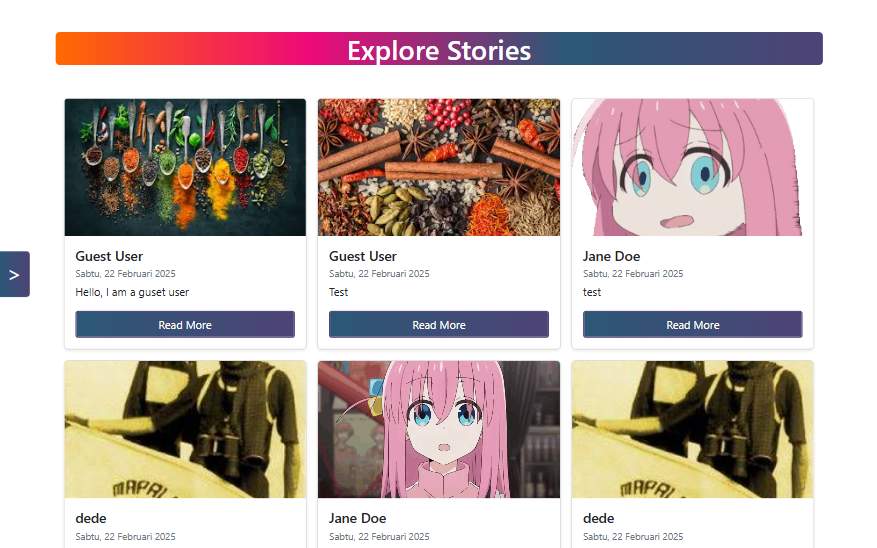 Explore Stories
>
Guest User
Sabtu, 22 Februari 2025
Hello, I am a guset user
Read More
Guest User
Sabtu, 22 Februari 2025
Test
Read More
Jane Doe
Sabtu, 22 Februari 2025
test
Read More
MAPAL
dede
Sabtu, 22 Februari 2025
Jane Doe
Sabtu, 22 Februari 2025
MAPAL
dede
Sabtu, 22 Februari 2025